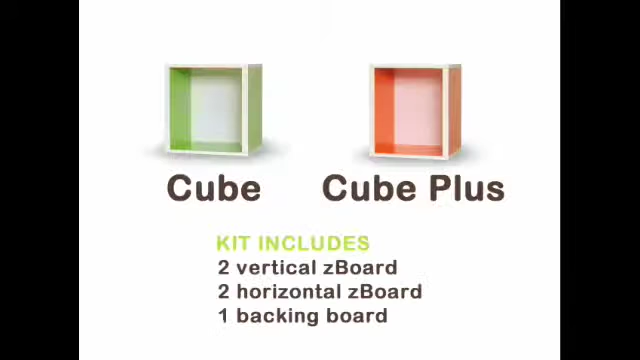 Cube Cube Plus
KIT INCLUDES
2 vertical zBoard
2 horizontal zBoard
1 backing board